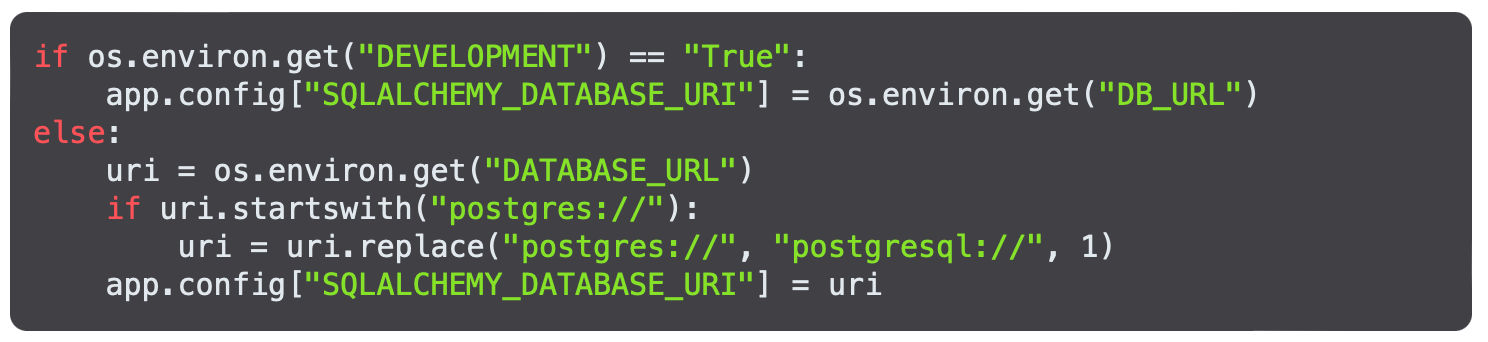 if os.environ.get("DEVELOPMENT") == "True":
    app.config["SQLALCHEMY_DATABASE_URI"] = os.environ.get("DB_URL")
else:
    uri = os.environ.get("DATABASE_URL")
    if uri.startswith("postgres://"):
        uri = uri.replace("postgres://", "postgresql://", 1)
    app.config["SQLALCHEMY_DATABASE_URI"] = uri